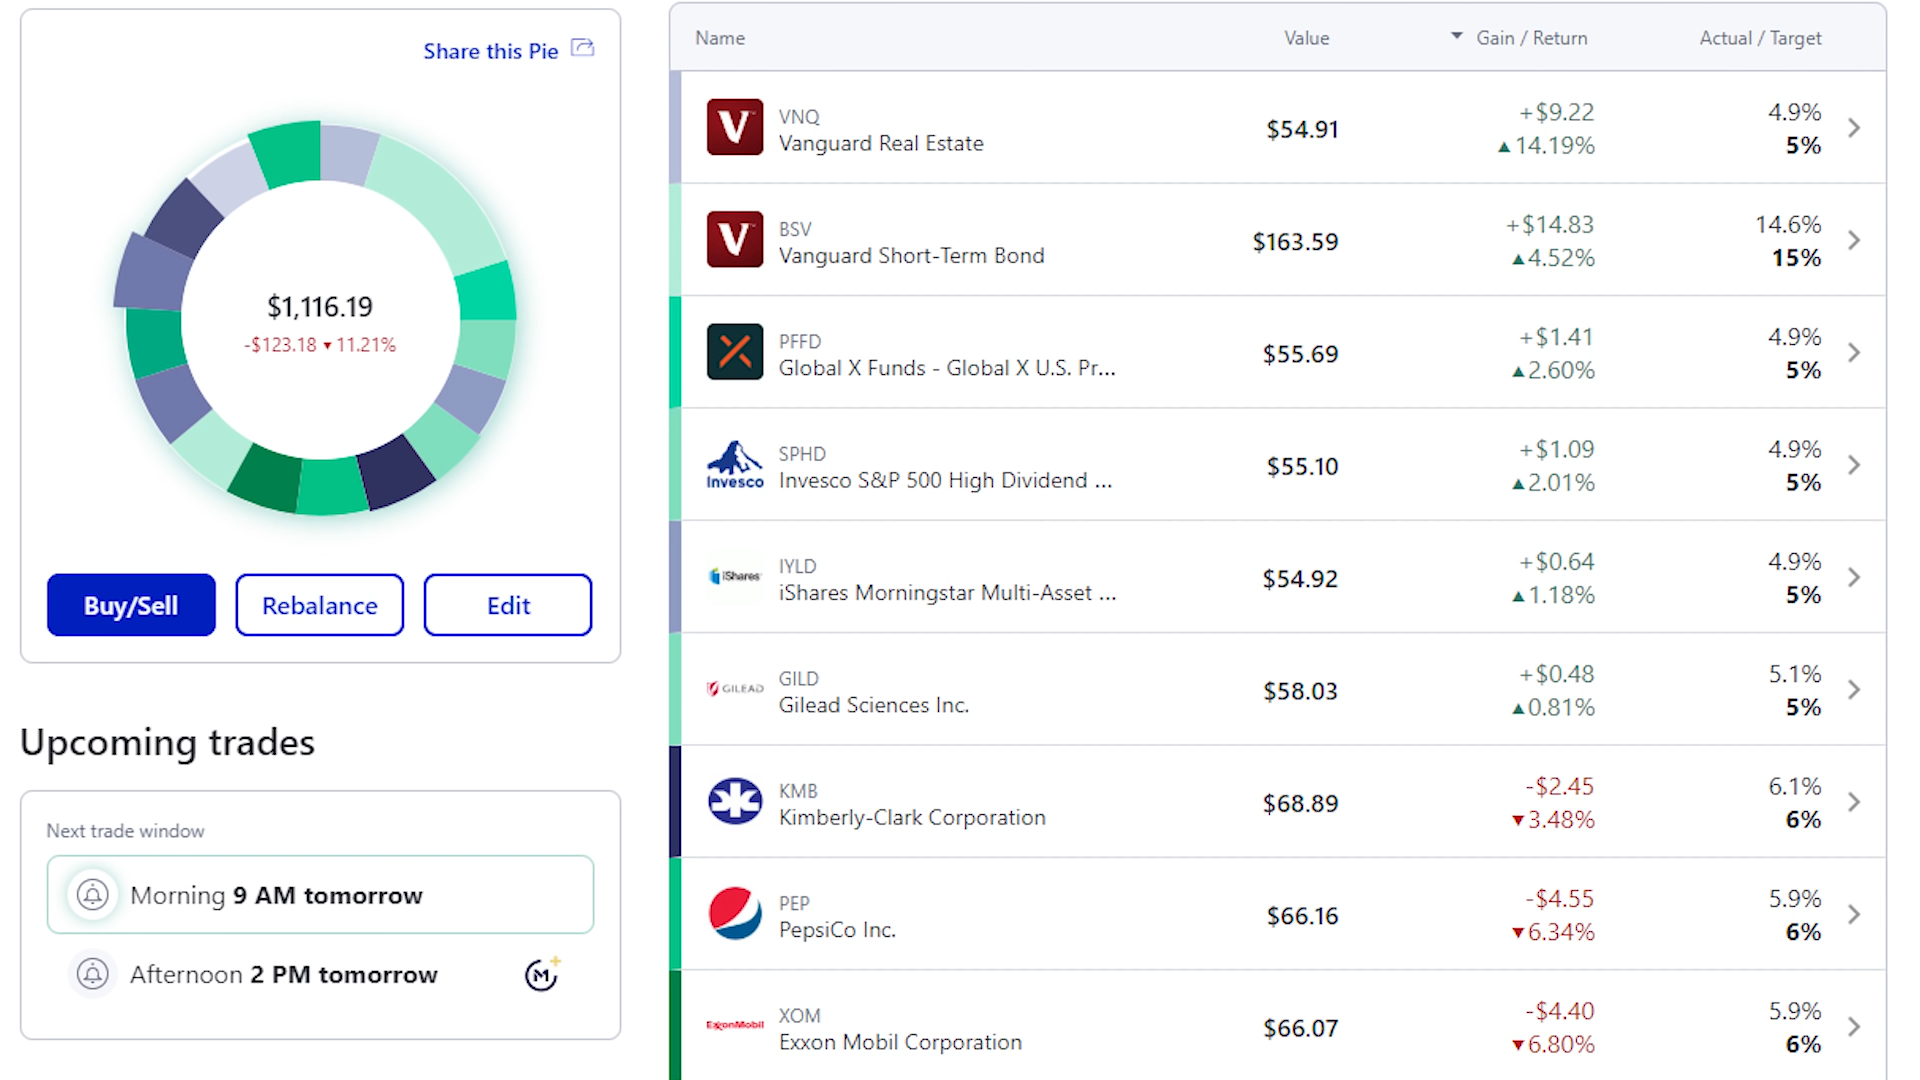 Share this Pie
$1,116.19
-$123.18 ▼ 11.21%
Buy/Sell
Rebalance
Edit
Upcoming trades
Next trade window
Morning 9 AM tomorrow
Afternoon 2 PM tomorrow
M+
Name Value ▼ Gain / Return Actual / Target
V
VNQ
Vanguard Real Estate
$54.91
+$9.22
▲14.19%
4.9%
5%
V
BSV
Vanguard Short-Term Bond
$163.59
+$14.83
▲4.52%
14.6%
15%
PFFD
Global X Funds - Global X U.S. Pr...
$55.69
+$1.41
▲2.60%
4.9%
5%
Invesco
SPHD
Invesco S&P 500 High Dividend ...
$55.10
+$1.09
▲2.01%
4.9%
5%
iShares
IYLD
iShares Morningstar Multi-Asset ...
$54.92
+$0.64
▲1.18%
4.9%
5%
GILEAD
GILD
Gilead Sciences Inc.
$58.03
+$0.48
▲0.81%
5.1%
5%
KMB
Kimberly-Clark Corporation
$68.89
-$2.45
▼3.48%
6.1%
6%
PEP
PepsiCo Inc.
$66.16
-$4.55
▼6.34%
5.9%
6%
ExxonMobil
XOM
Exxon Mobil Corporation
$66.07
-$4.40
▼6.80%
5.9%
6%